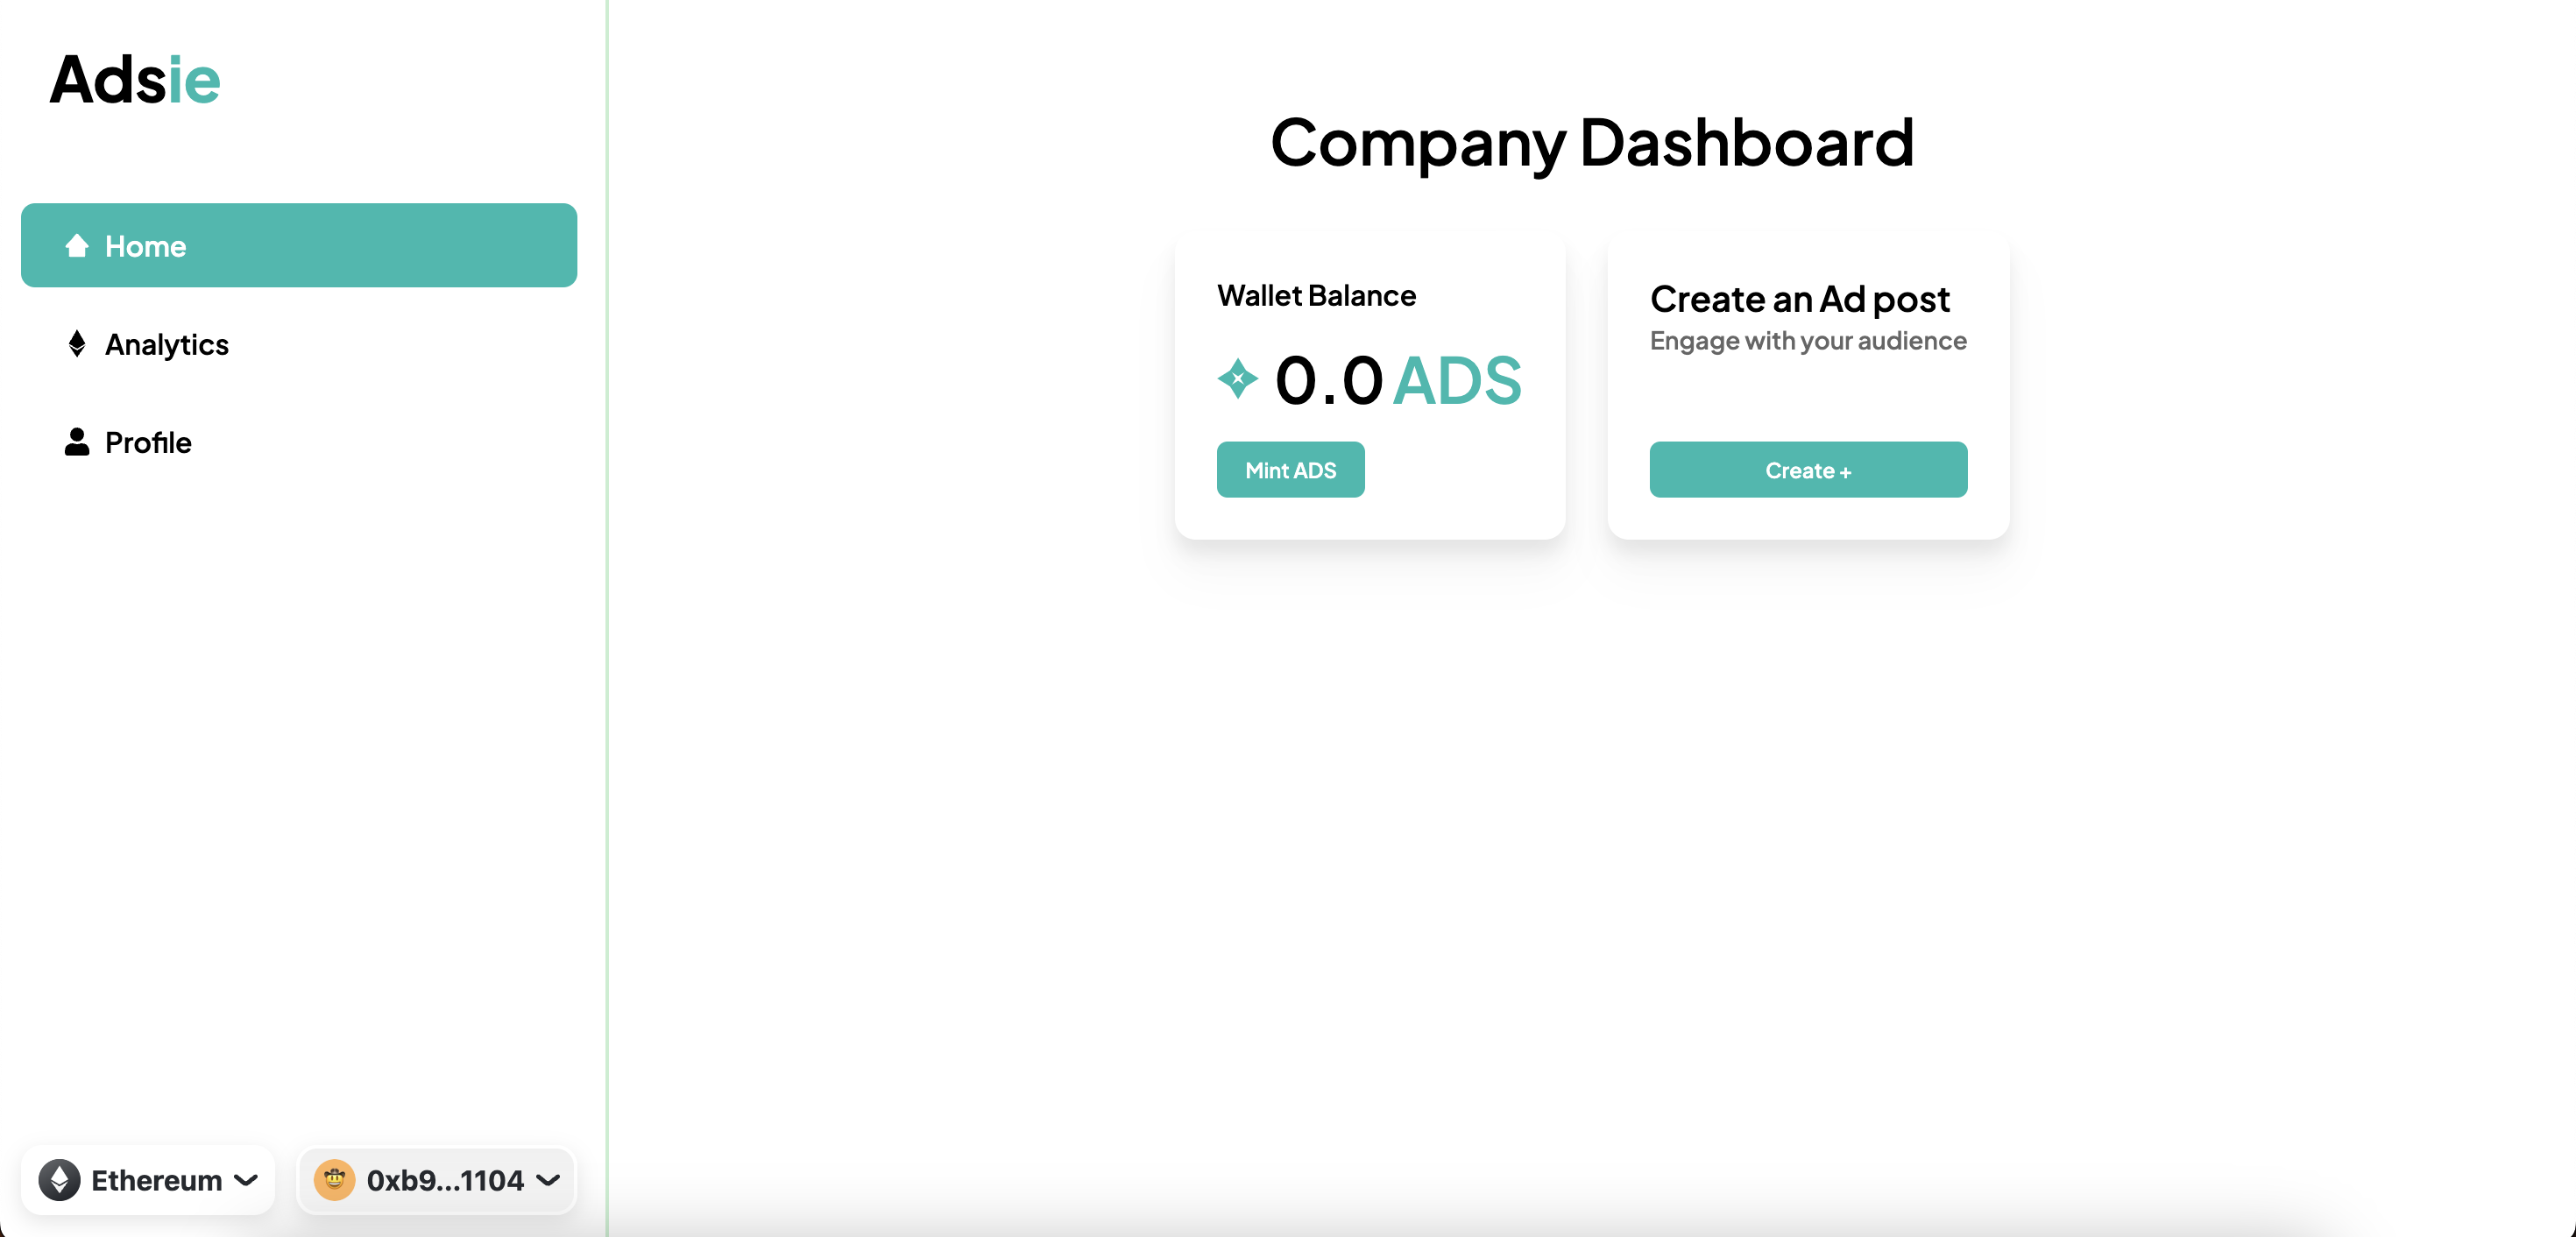 Adsie
Home
Analytics
Profile
Ethereum
0xb9...1104
Company Dashboard
Wallet Balance
0.0 ADS
Mint ADS
Create an Ad post
Engage with your audience
Create +